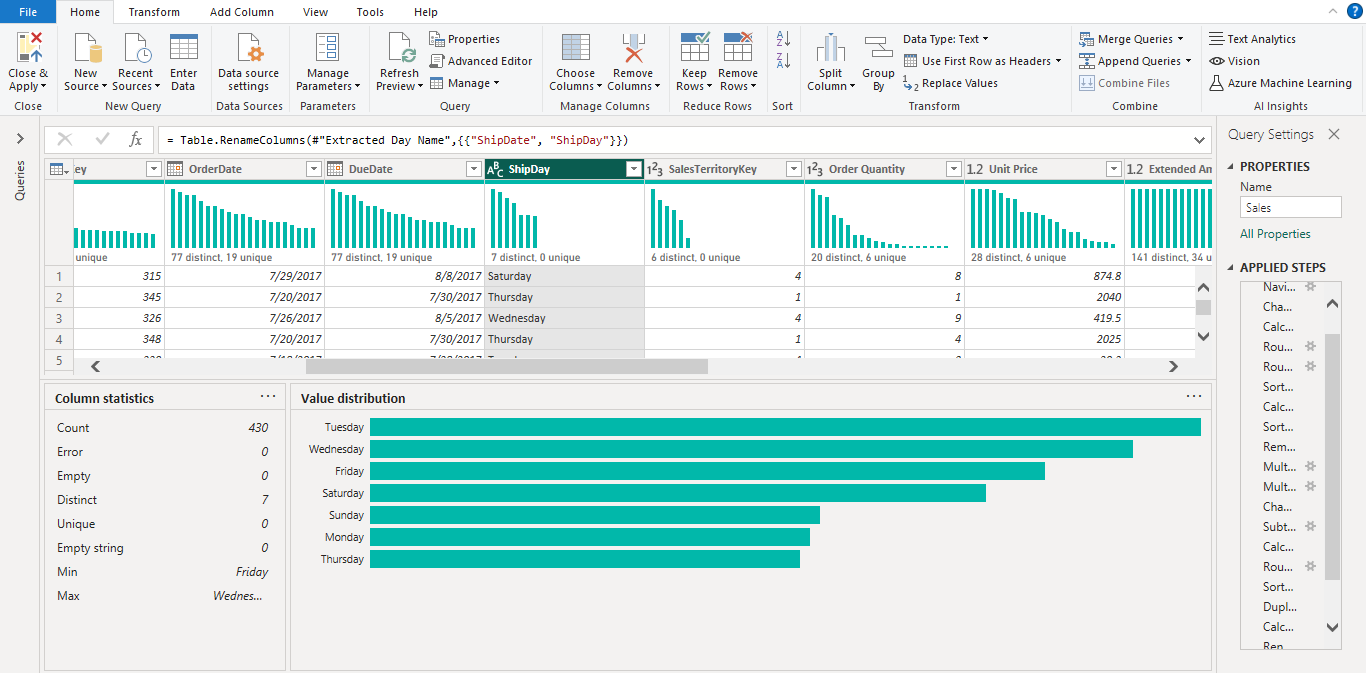 File Home Transform Add Column View Tools Help
Close & Apply New Source Recent Sources Enter Data Data source settings Manage Parameters Refresh Preview Properties Advanced Editor Manage Choose Columns Remove Columns Keep Rows Remove Rows Split Column Group By Data Type: Text Use First Row as Headers Replace Values Merge Queries Append Queries Combine Files Text Analytics Vision Azure Machine Learning
Close New Query Data Sources Parameters Query Manage Columns Reduce Rows Sort Transform Combine AI Insights
Queries
= Table.RenameColumns(#"Extracted Day Name",{{"ShipDate", "ShipDay"}})
ey OrderDate DueDate ShipDay SalesTerritoryKey Order Quantity 1.2 Unit Price 1.2 Extended Am
unique 77 distinct, 19 unique 77 distinct, 19 unique 7 distinct, 0 unique 6 distinct, 0 unique 20 distinct, 6 unique 28 distinct, 6 unique 141 distinct, 34 u
1 315 7/29/2017 8/8/2017 Saturday 4 8 874.8
2 345 7/20/2017 7/30/2017 Thursday 1 1 2040
3 326 7/26/2017 8/5/2017 Wednesday 4 9 419.5
4 348 7/20/2017 7/30/2017 Thursday 1 4 2025
5
Column statistics
Count 430
Error 0
Empty 0
Distinct 7
Unique 0
Empty string 0
Min Friday
Max Wednes...
Value distribution
Tuesday
Wednesday
Friday
Saturday
Sunday
Monday
Thursday
Query Settings
PROPERTIES
Name
Sales
All Properties
APPLIED STEPS
Navi...
Cha...
Calc...
Rou...
Rou...
Sort...
Calc...
Sort...
Rem...
Mult...
Mult...
Cha...
Subt...
Calc...
Rou...
Sort...
Dupl...
Calc...
Ren